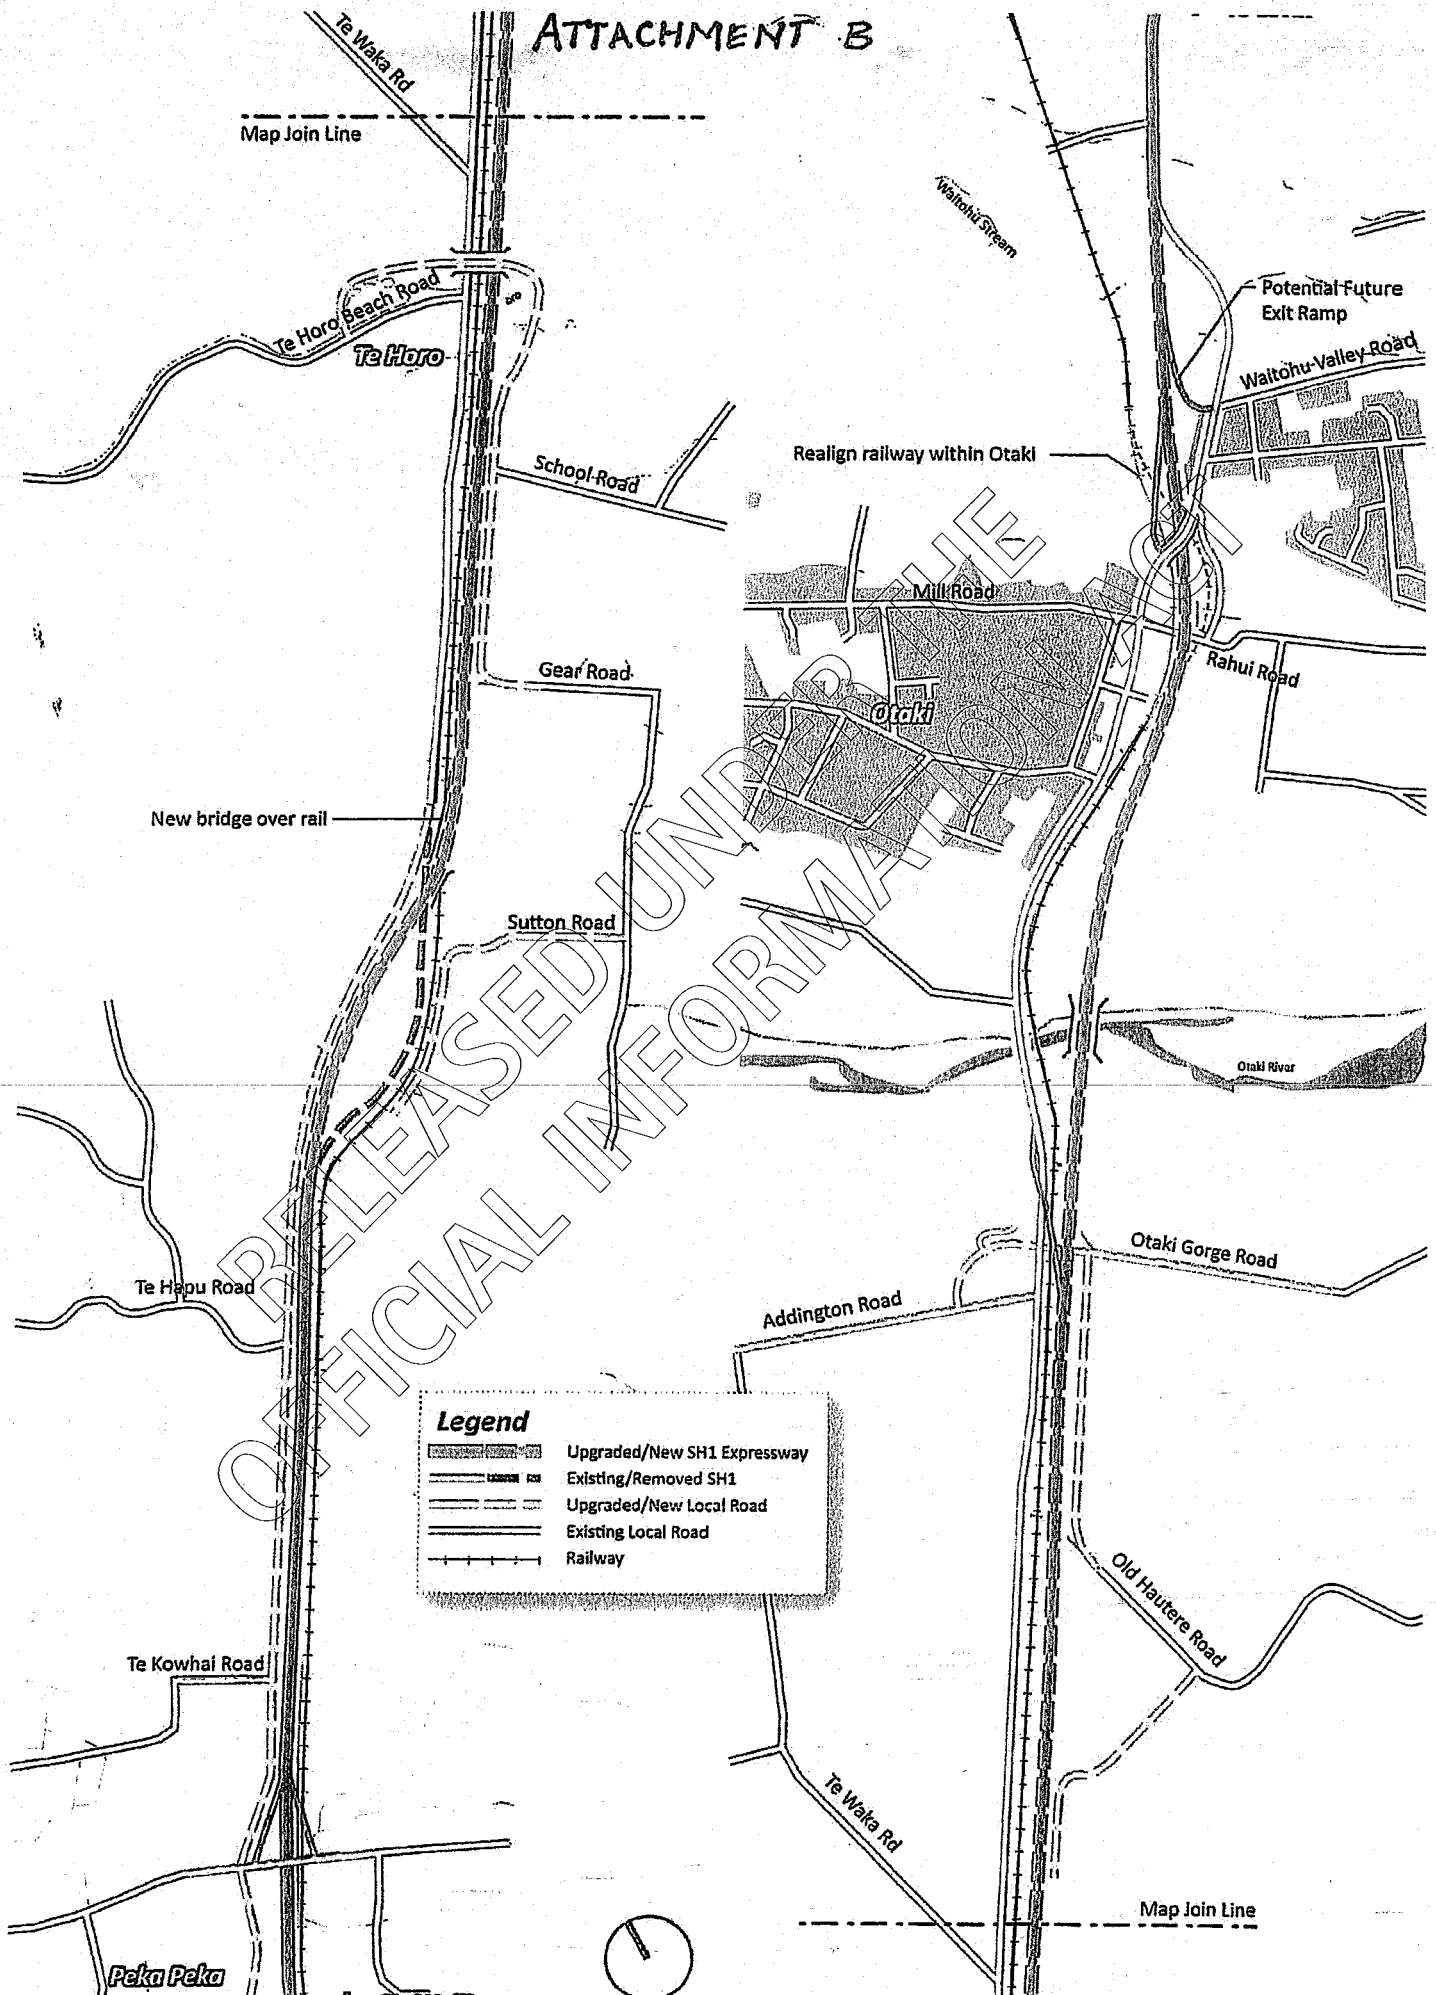 ATTACHMENT B
Te Waka Rd
Map Join Line
Te Horo Beach Road
Te Horo
School Road
Gear Road
New bridge over rail
Sutton Road
Te Hapu Road
Te Kowhai Road
Peka Peka
Legend
Upgraded/New SH1 Expressway
Existing/Removed SH1
Upgraded/New Local Road
Existing Local Road
Railway
Waitohu Stream
Potential Future
Exit Ramp
Waitohu Valley Road
Realign railway within Otaki
Mill Road
Rahui Road
Otaki
Otaki River
Otaki Gorge Road
Addington Road
Old Hautere Road
Te Waka Rd
Map Join Line
RELEASED UNDER THE
OFFICIAL INFORMATION ACT